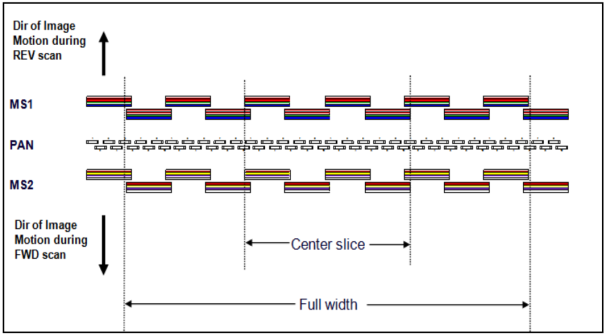 Dir of Image
Motion during
REV scan
MS1
PAN
MS2
Dir of Image
Motion during
FWD scan
Center slice
Full width